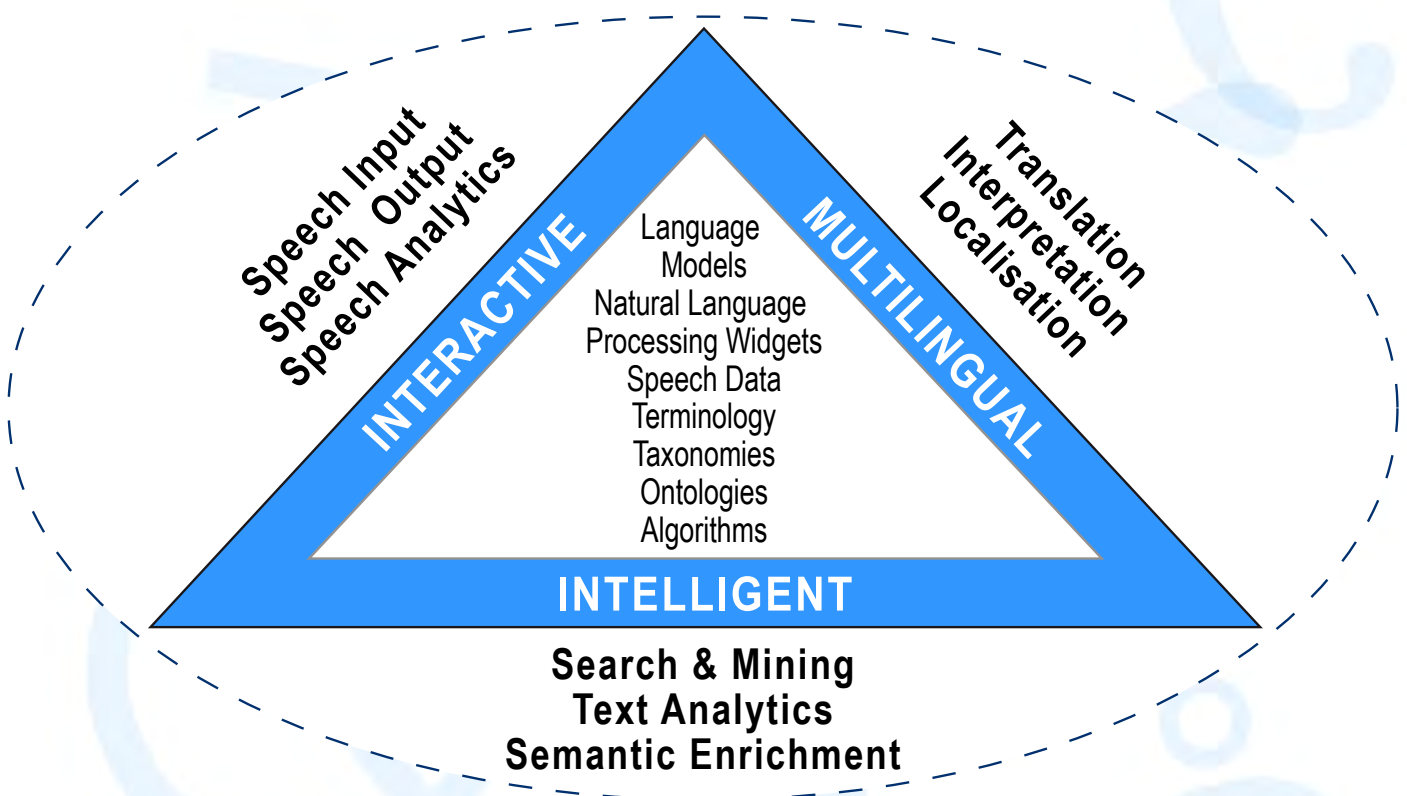 Speech Input
Speech Output
Speech Analytics
INTERACTIVE
Translation
Interpretation
Localisation
MULTILINGUAL
Language
Models
Natural Language
Processing Widgets
Speech Data
Terminology
Taxonomies
Ontologies
Algorithms
INTELLIGENT
Search & Mining
Text Analytics
Semantic Enrichment